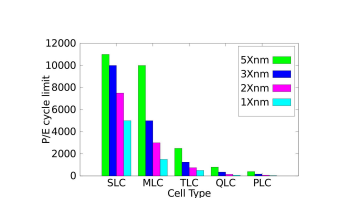 12000
10000
8000
6000
4000
2000
0
P/E cycle limit
5Xnm
3Xnm
2Xnm
1Xnm
SLC MLC TLC QLC PLC
Cell Type